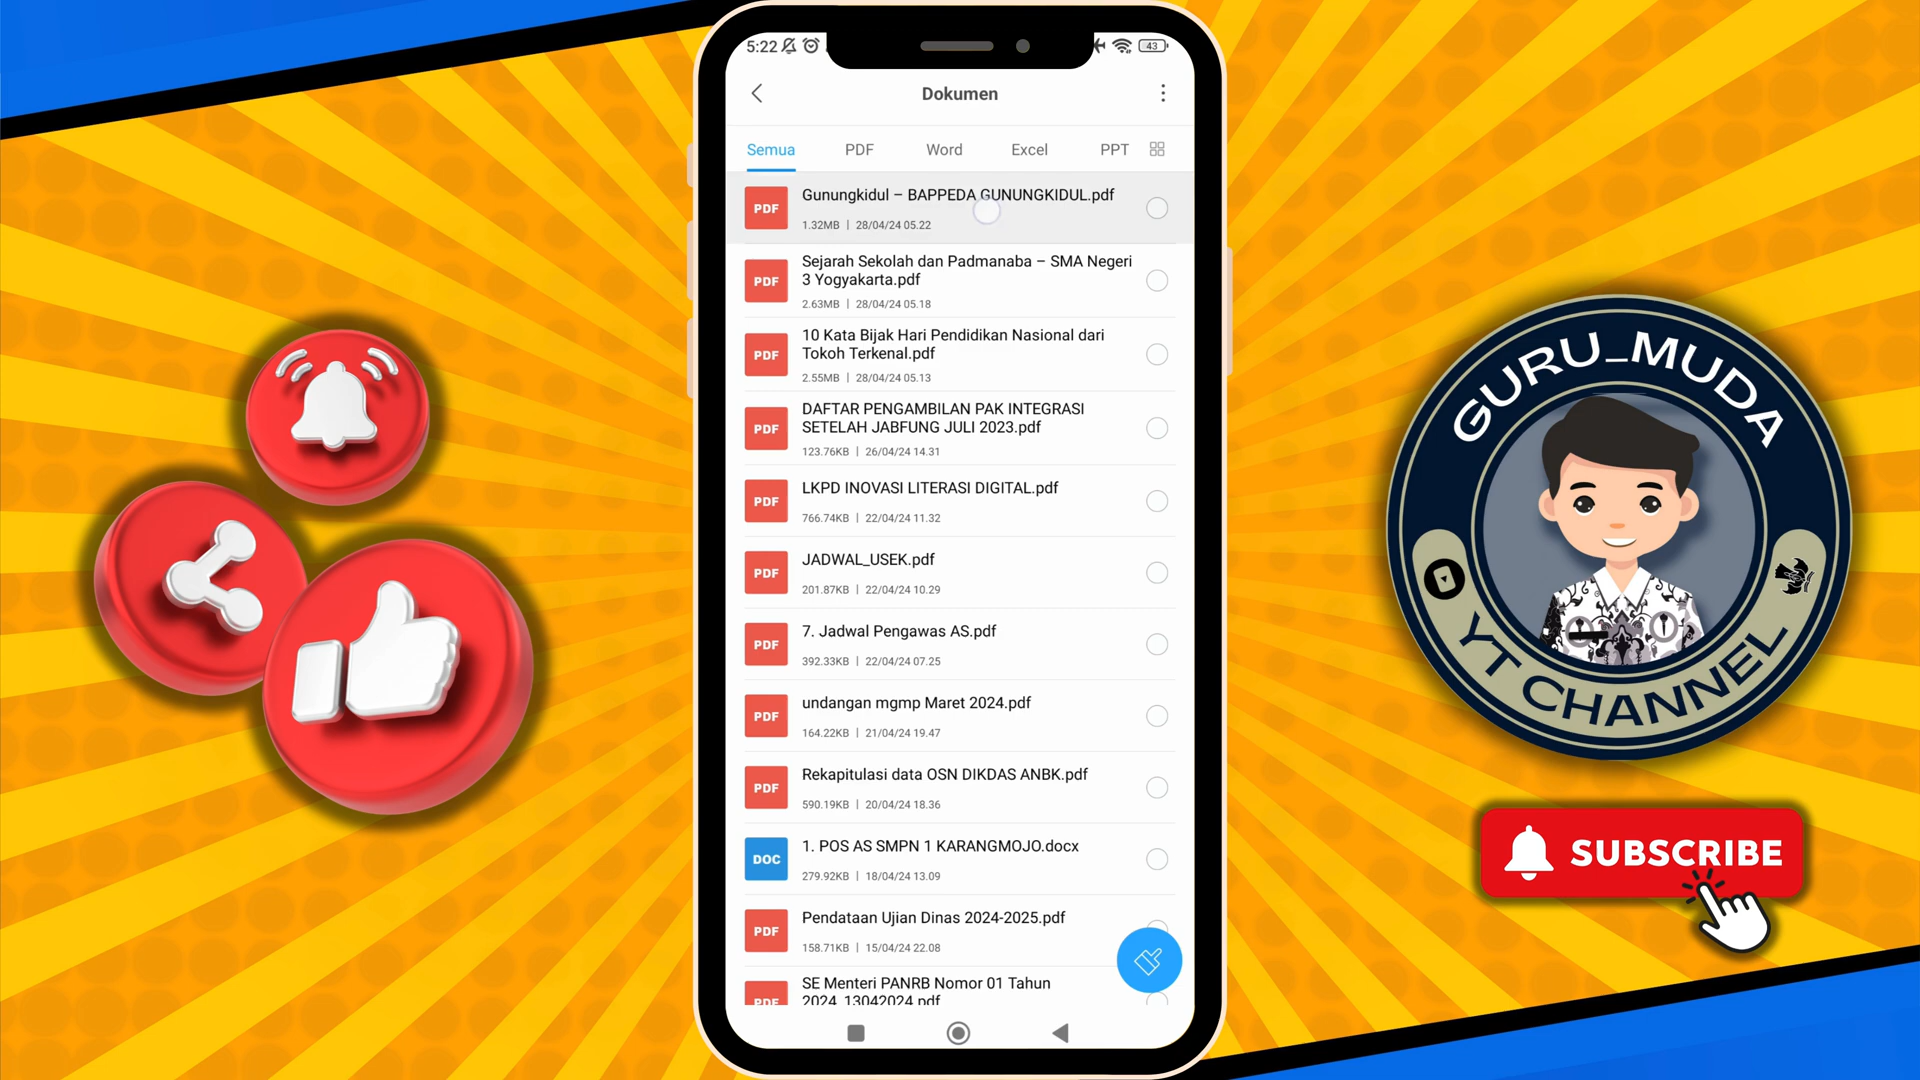 5:22
43
Dokumen
Semua
PDF
Word
Excel
PPT
PDF
Gunungkidul – BAPPEDA GUNUNGKIDUL.pdf
1.32MB | 28/04/24 05.22
PDF
Sejarah Sekolah dan Padmanaba – SMA Negeri
3 Yogyakarta.pdf
2.63MB | 28/04/24 05.18
PDF
10 Kata Bijak Hari Pendidikan Nasional dari
Tokoh Terkenal.pdf
2.55MB | 28/04/24 05.13
PDF
DAFTAR PENGAMBILAN PAK INTEGRASI
SETELAH JABFUNG JULI 2023.pdf
123.76KB | 26/04/24 14.31
PDF
LKPD INOVASI LITERASI DIGITAL.pdf
766.74KB | 22/04/24 11.32
PDF
JADWAL_USEK.pdf
201.87KB | 22/04/24 10.29
PDF
7. Jadwal Pengawas AS.pdf
392.33KB | 22/04/24 07.25
PDF
undangan mgmp Maret 2024.pdf
164.22KB | 21/04/24 19.47
PDF
Rekapitulasi data OSN DIKDAS ANBK.pdf
590.19KB | 20/04/24 18.36
DOC
1. POS AS SMPN 1 KARANGMOJO.docx
279.92KB | 18/04/24 13.09
PDF
Pendataan Ujian Dinas 2024-2025.pdf
158.71KB | 15/04/24 22.08
PDF
SE Menteri PANRB Nomor 01 Tahun
2024_13042024.pdf
GURU_MUDA
YT CHANNEL
SUBSCRIBE